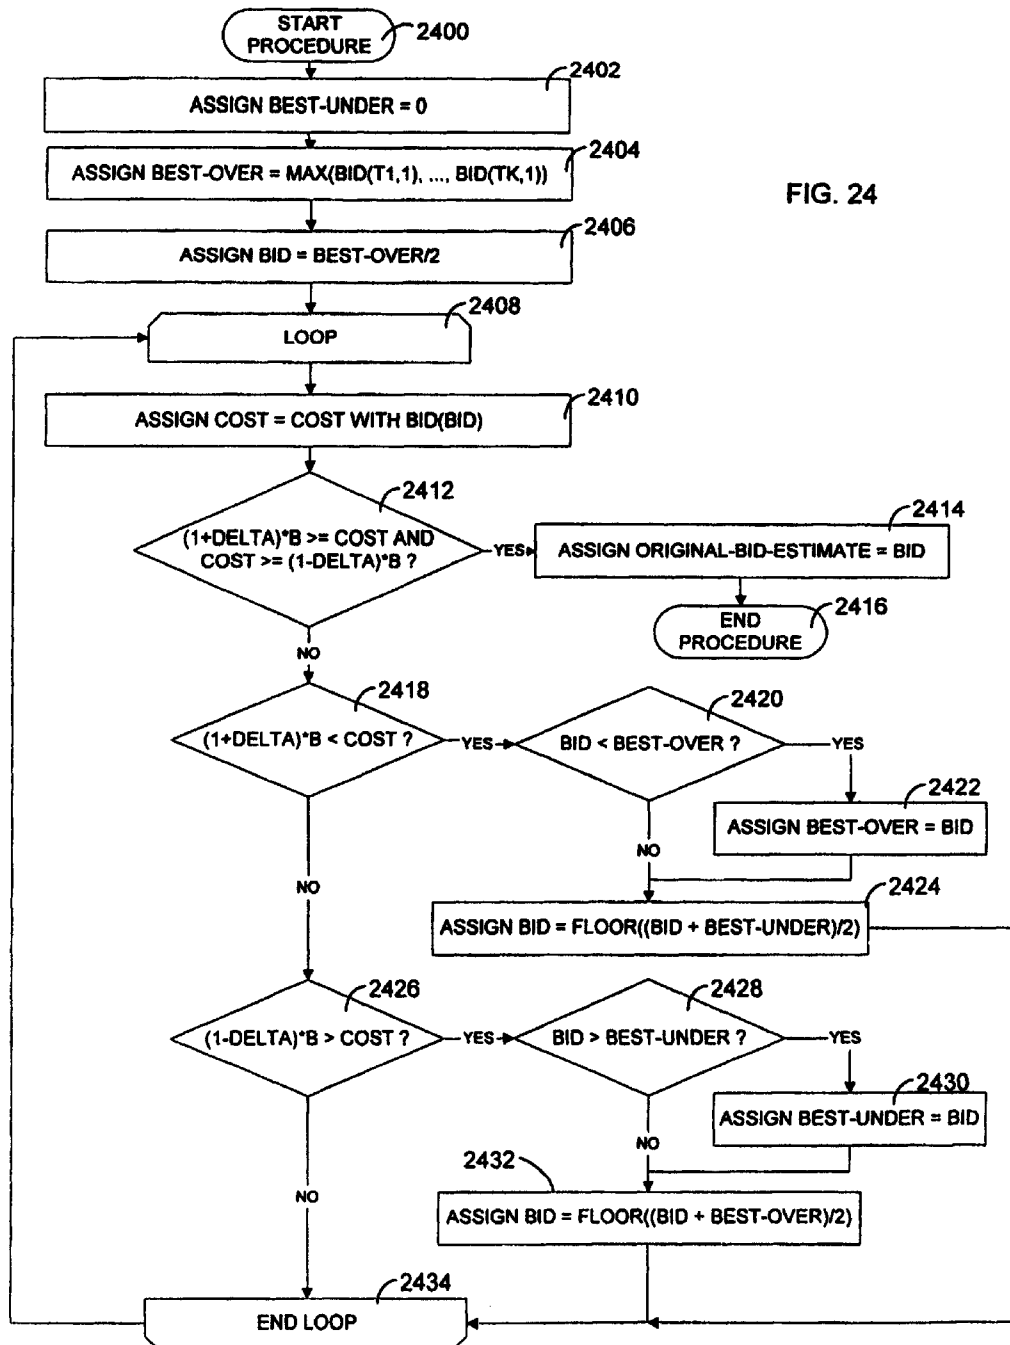 START
PROCEDURE
2400
2402
ASSIGN BEST-UNDER = 0
2404
ASSIGN BEST-OVER = MAX(BID(T1,1), ..., BID(TK,1))
FIG. 24
2406
ASSIGN BID = BEST-OVER/2
2408
LOOP
2410
ASSIGN COST = COST WITH BID(BID)
2412
(1+DELTA)*B >= COST AND
COST >= (1-DELTA)*B ?
YES
2414
ASSIGN ORIGINAL-BID-ESTIMATE = BID
2416
END
PROCEDURE
NO
2418
(1+DELTA)*B < COST ?
YES
2420
BID < BEST-OVER ?
YES
2422
ASSIGN BEST-OVER = BID
NO
NO
2424
ASSIGN BID = FLOOR((BID + BEST-UNDER)/2)
2426
(1-DELTA)*B > COST ?
YES
2428
BID > BEST-UNDER ?
YES
2430
ASSIGN BEST-UNDER = BID
NO
2432
ASSIGN BID = FLOOR((BID + BEST-OVER)/2)
NO
2434
END LOOP